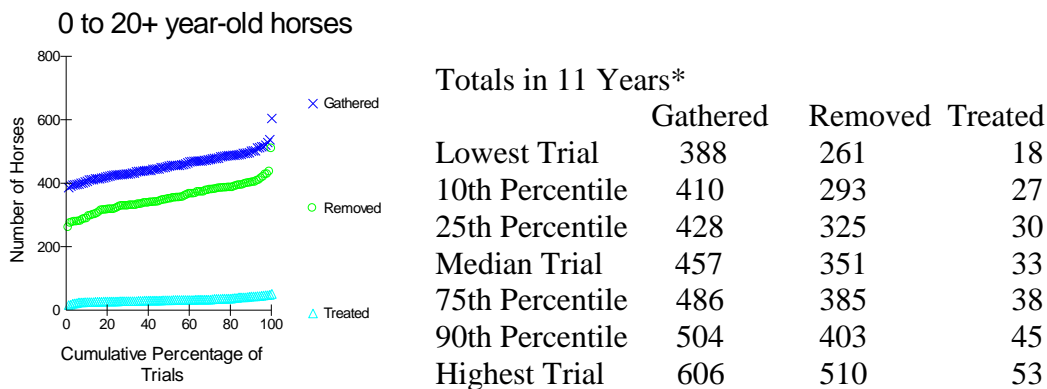 0 to 20+ year-old horses
800
600
400
200
0
0 20 40 60 80 100
Number of Horses
Cumulative Percentage of
Trials
Gathered
Removed
Treated
Totals in 11 Years*
Gathered Removed Treated
Lowest Trial 388 261 18
10th Percentile 410 293 27
25th Percentile 428 325 30
Median Trial 457 351 33
75th Percentile 486 385 38
90th Percentile 504 403 45
Highest Trial 606 510 53